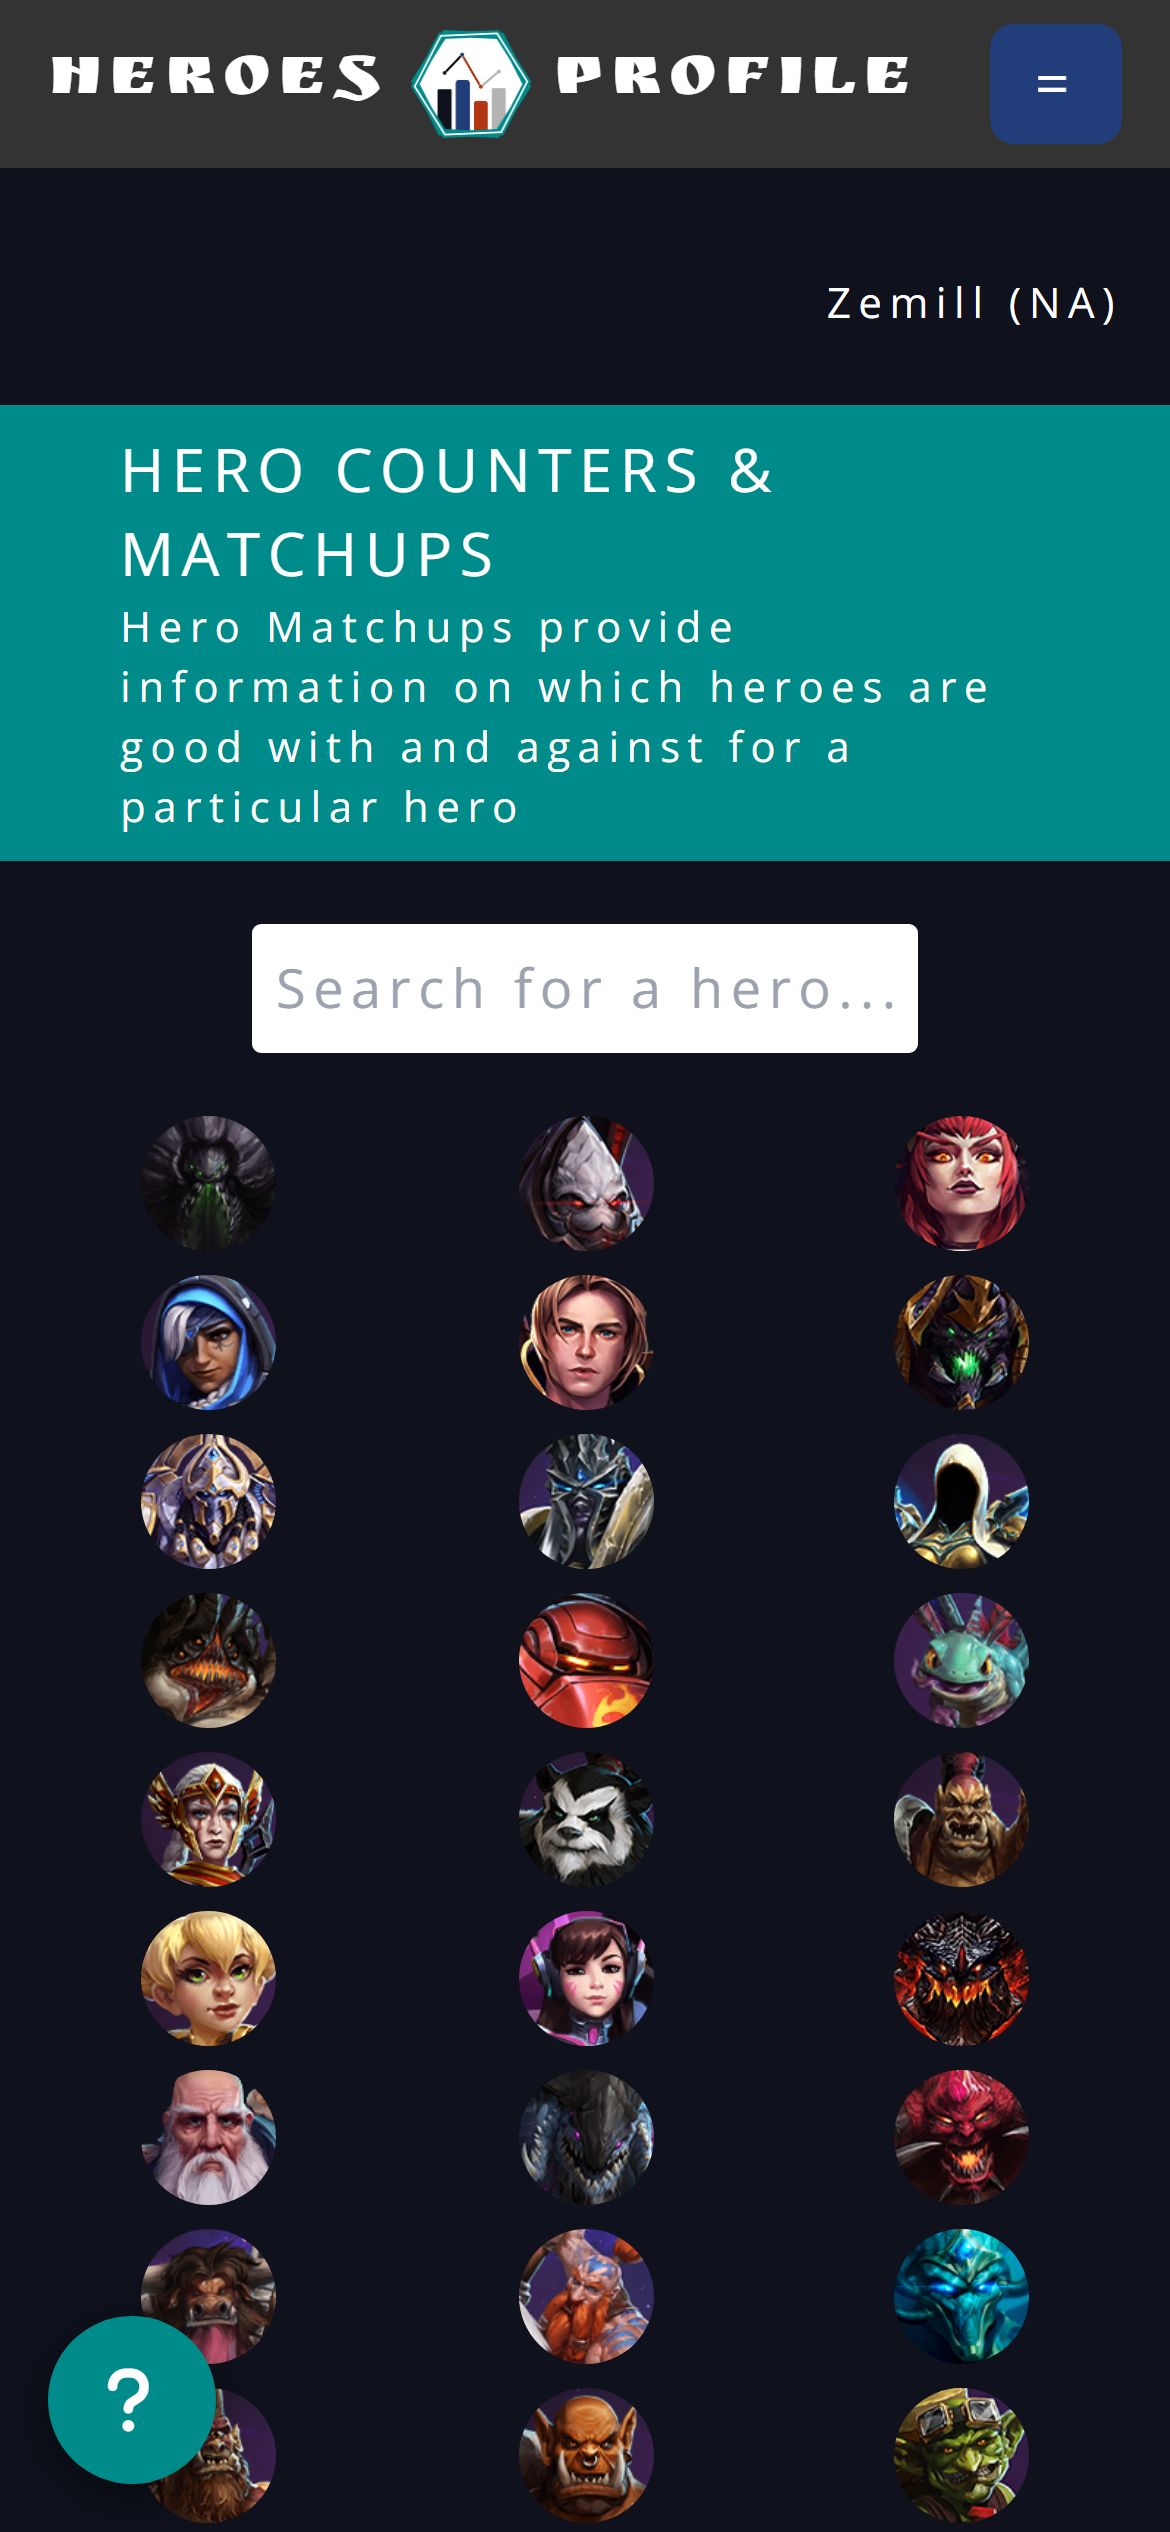 HEROES PROFILE
=
Zemill (NA)
HERO COUNTERS &
MATCHUPS
Hero Matchups provide
information on which heroes are
good with and against for a
particular hero
Search for a hero...
?